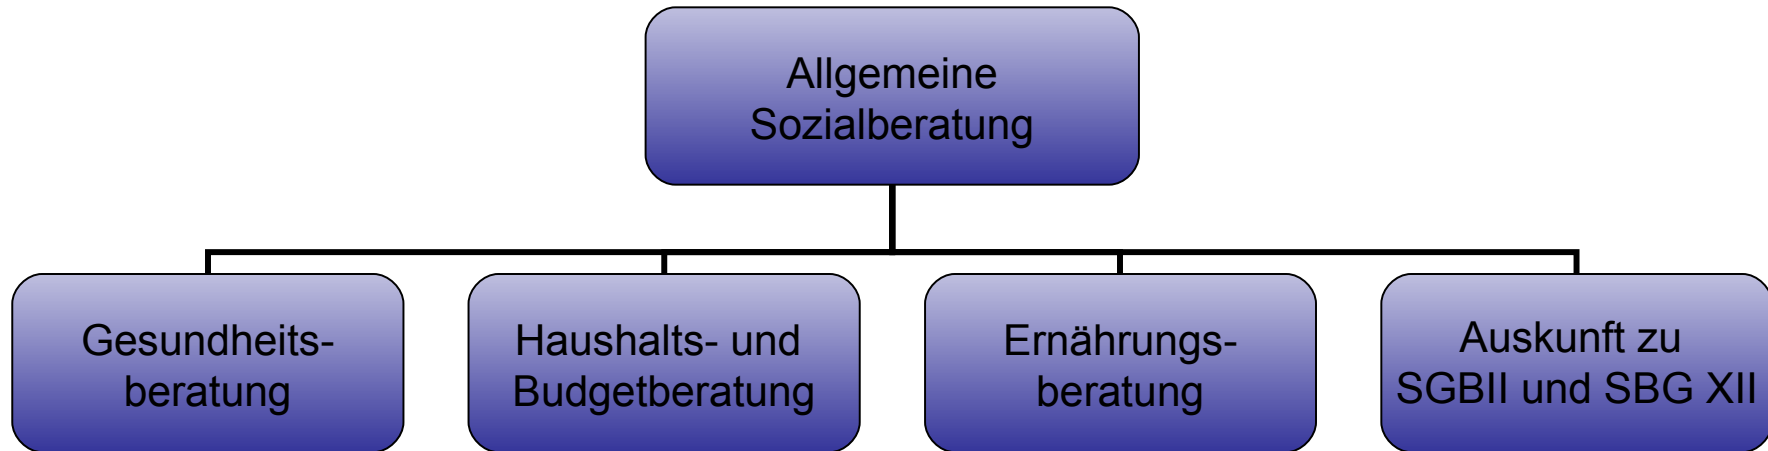 Allgemeine
Sozialberatung
Gesundheits-
beratung
Haushalts- und
Budgetberatung
Ernährungs-
beratung
Auskunft zu
SGBII und SBG XII